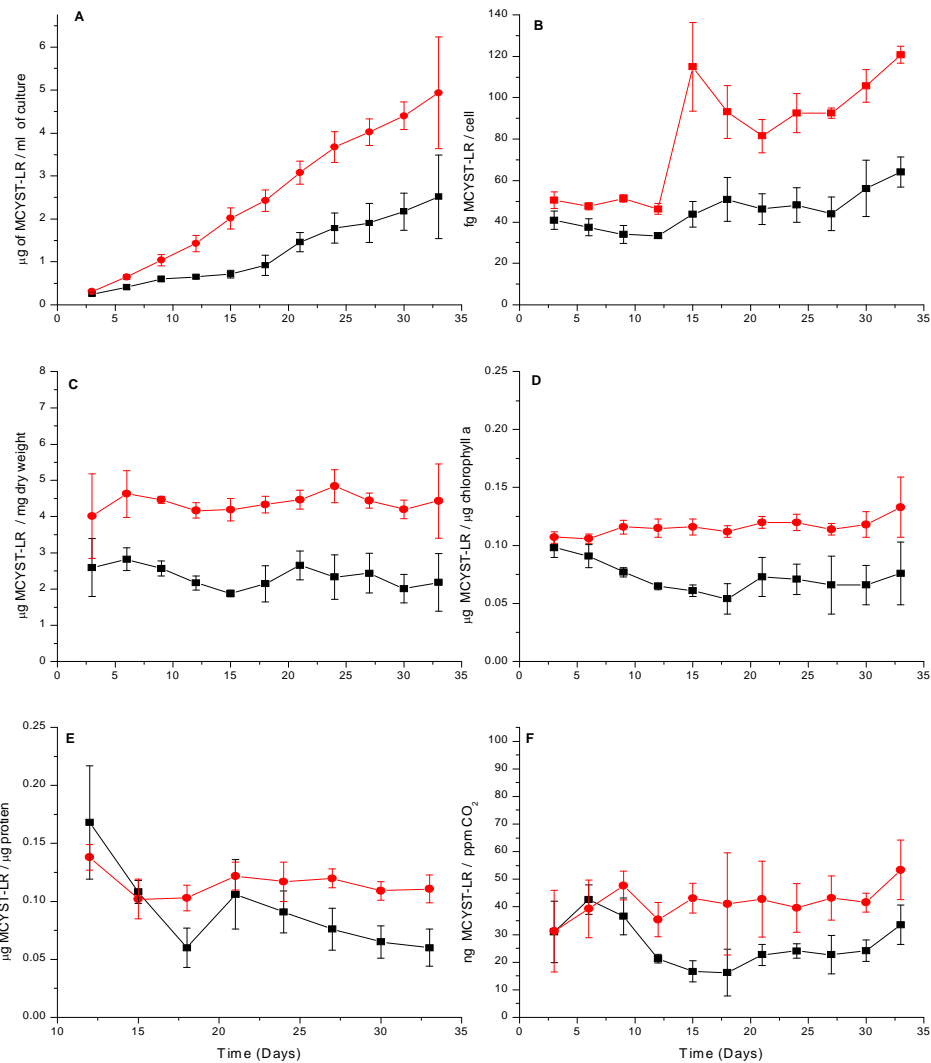 A
µg of MCYST-LR / ml of culture
6
5
4
3
2
1
0
0 5 10 15 20 25 30 35
B
fg MCYST-LR / cell
140
120
100
80
60
40
20
0
0 5 10 15 20 25 30 35
C
µg MCYST-LR / mg dry weight
8
7
6
5
4
3
2
1
0
0 5 10 15 20 25 30 35
D
µg MCYST-LR / µg chlorophyll a
0.25
0.20
0.15
0.10
0.05
0.00
0 5 10 15 20 25 30 35
E
µg MCYST-LR / µg protien
0.25
0.20
0.15
0.10
0.05
0.00
10 15 20 25 30 35
Time (Days)
F
ng MCYST-LR / ppm CO2
100
90
80
70
60
50
40
30
20
10
0
0 5 10 15 20 25 30 35
Time (Days)